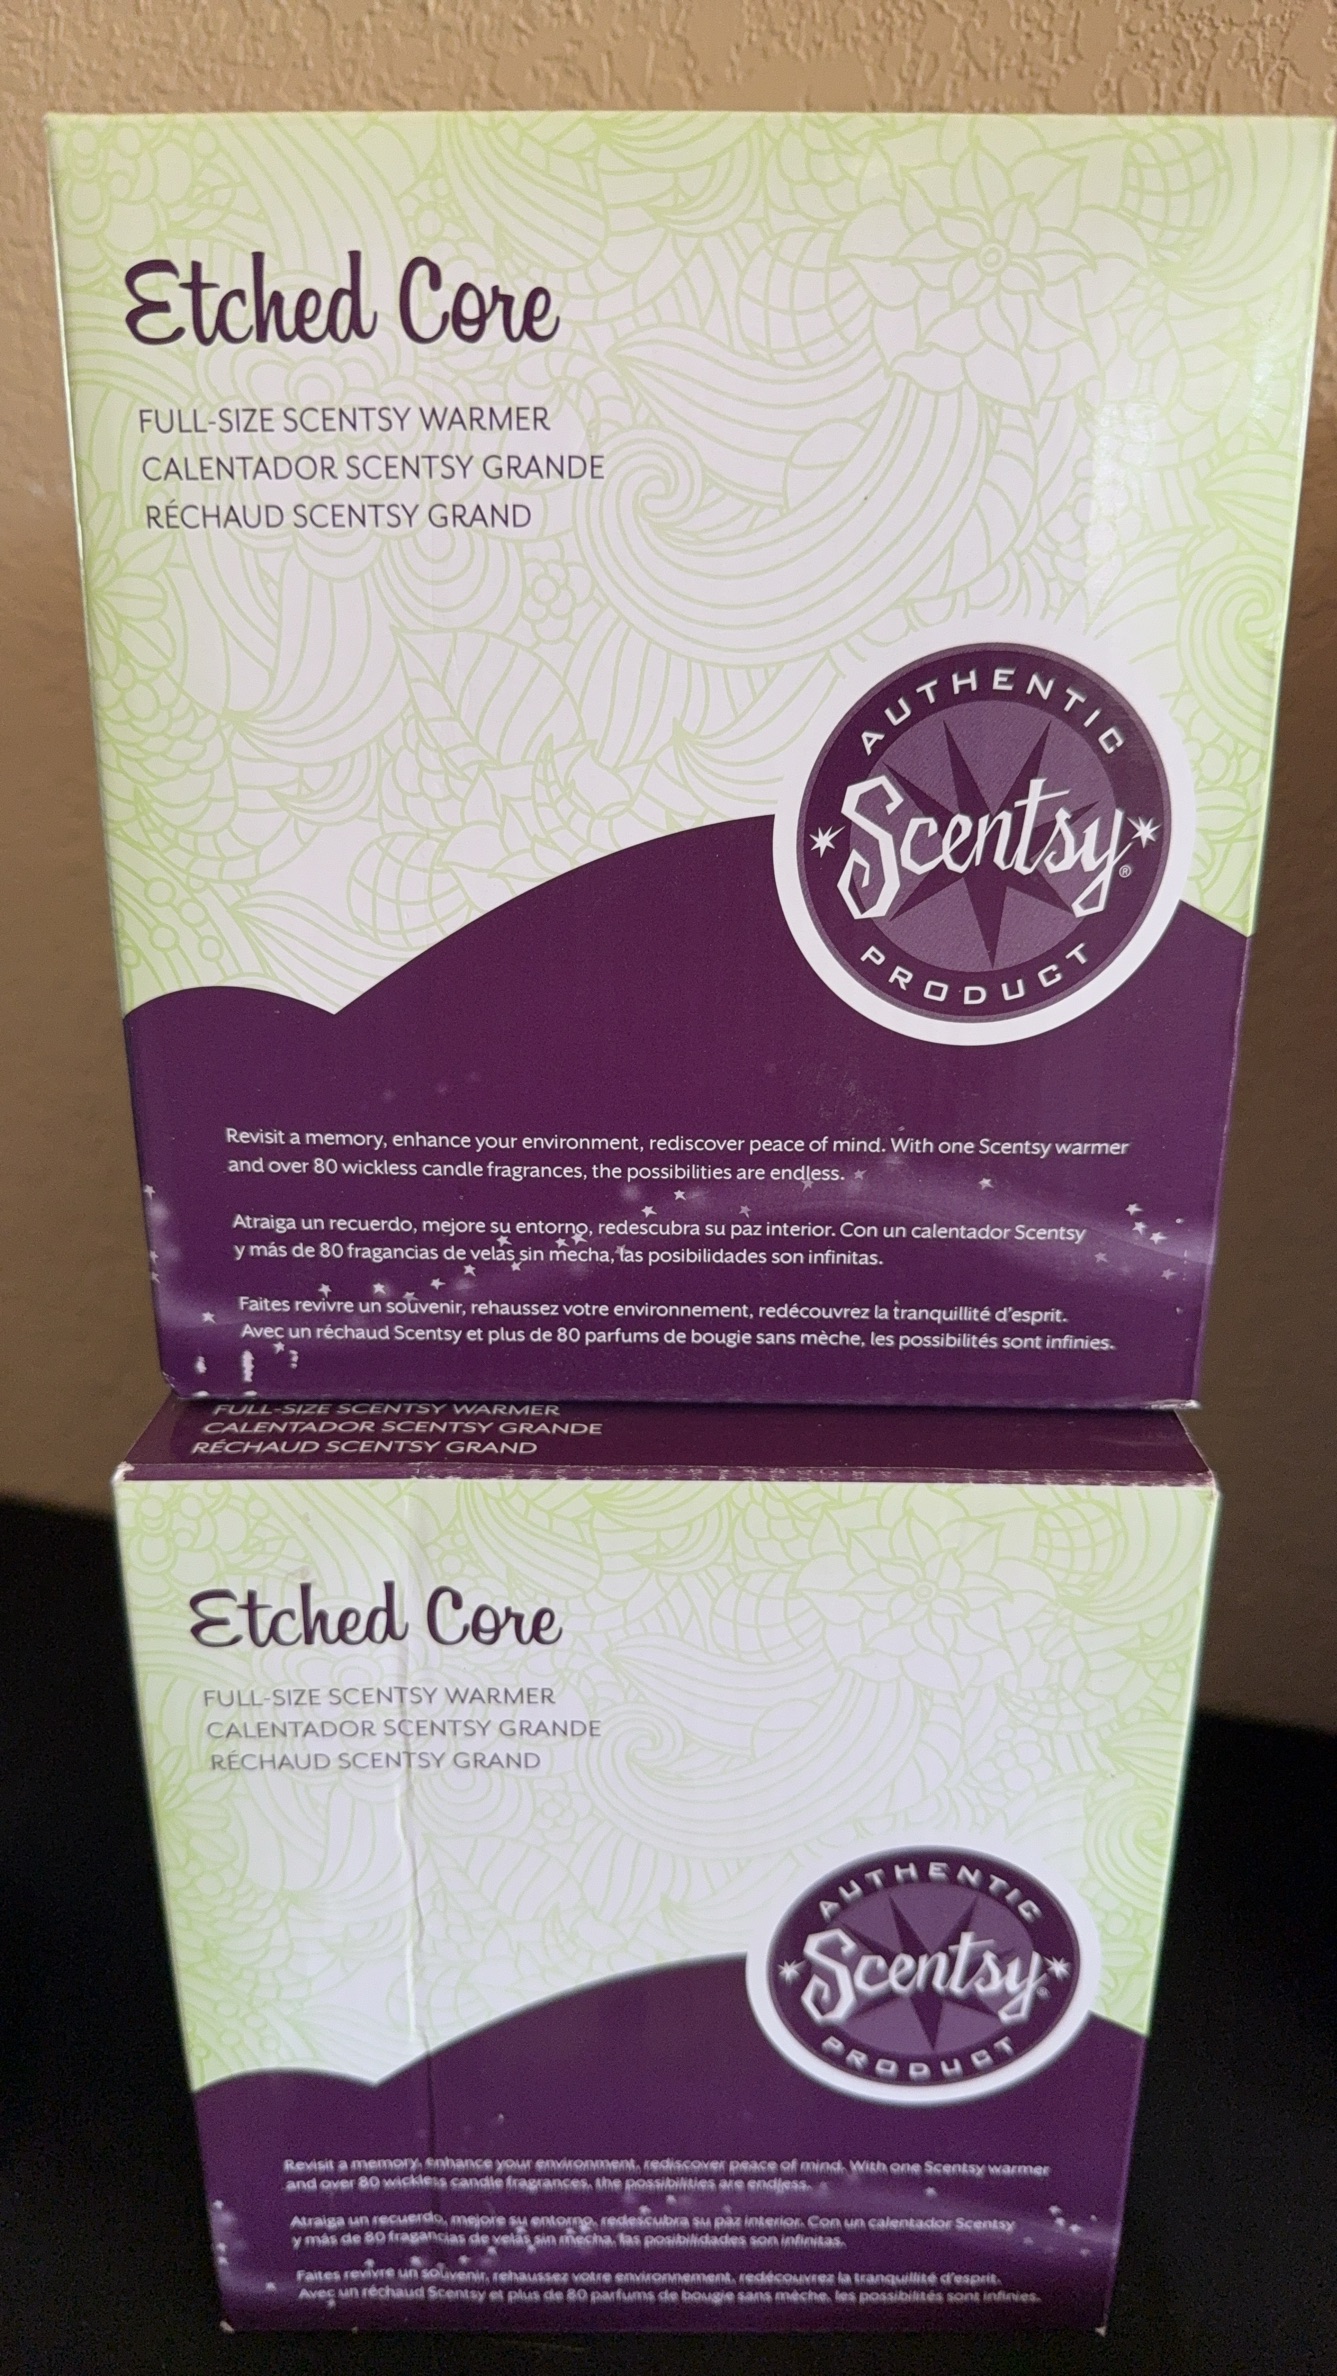 Etched Core
FULL-SIZE SCENTSY WARMER
CALENTADOR SCENTSY GRANDE
RÉCHAUD SCENTSY GRAND
AUTHENTIC
Scentsy®
PRODUCT
Revisit a memory, enhance your environment, rediscover peace of mind. With one Scentsy warmer
and over 80 wickless candle fragrances, the possibilities are endless.
Atraiga un recuerdo, mejore su entorno, redescubra su paz interior. Con un calentador Scentsy
y más de 80 fragancias de velas sin mecha, las posibilidades son infinitas.
Faites revivre un souvenir, rehaussez votre environnement, redécouvrez la tranquillité d'esprit.
Avec un réchaud Scentsy et plus de 80 parfums de bougie sans mèche, les possibilités sont infinies.
FULL-SIZE SCENTSY WARMER
CALENTADOR SCENTSY GRANDE
RÉCHAUD SCENTSY GRAND
Etched Core
FULL-SIZE SCENTSY WARMER
CALENTADOR SCENTSY GRANDE
RÉCHAUD SCENTSY GRAND
AUTHENTIC
Scentsy
PRODUCT
Revisit a memory, enhance your environment, rediscover peace of mind. With one Scentsy warmer
and over 80 wickless candle fragrances, the possibilities are endless.
Atraiga un recuerdo, mejore su entorno, redescubra su paz interior. Con un calentador Scentsy
y más de 80 fragancias de velas sin mecha, las posibilidades son infinitas.
Faites revivre un souvenir, rehaussez votre environnement, redécouvrez la tranquillité d'esprit.
Avec un réchaud Scentsy et plus de 80 parfums de bougie sans mèche, les possibilités sont infinies.